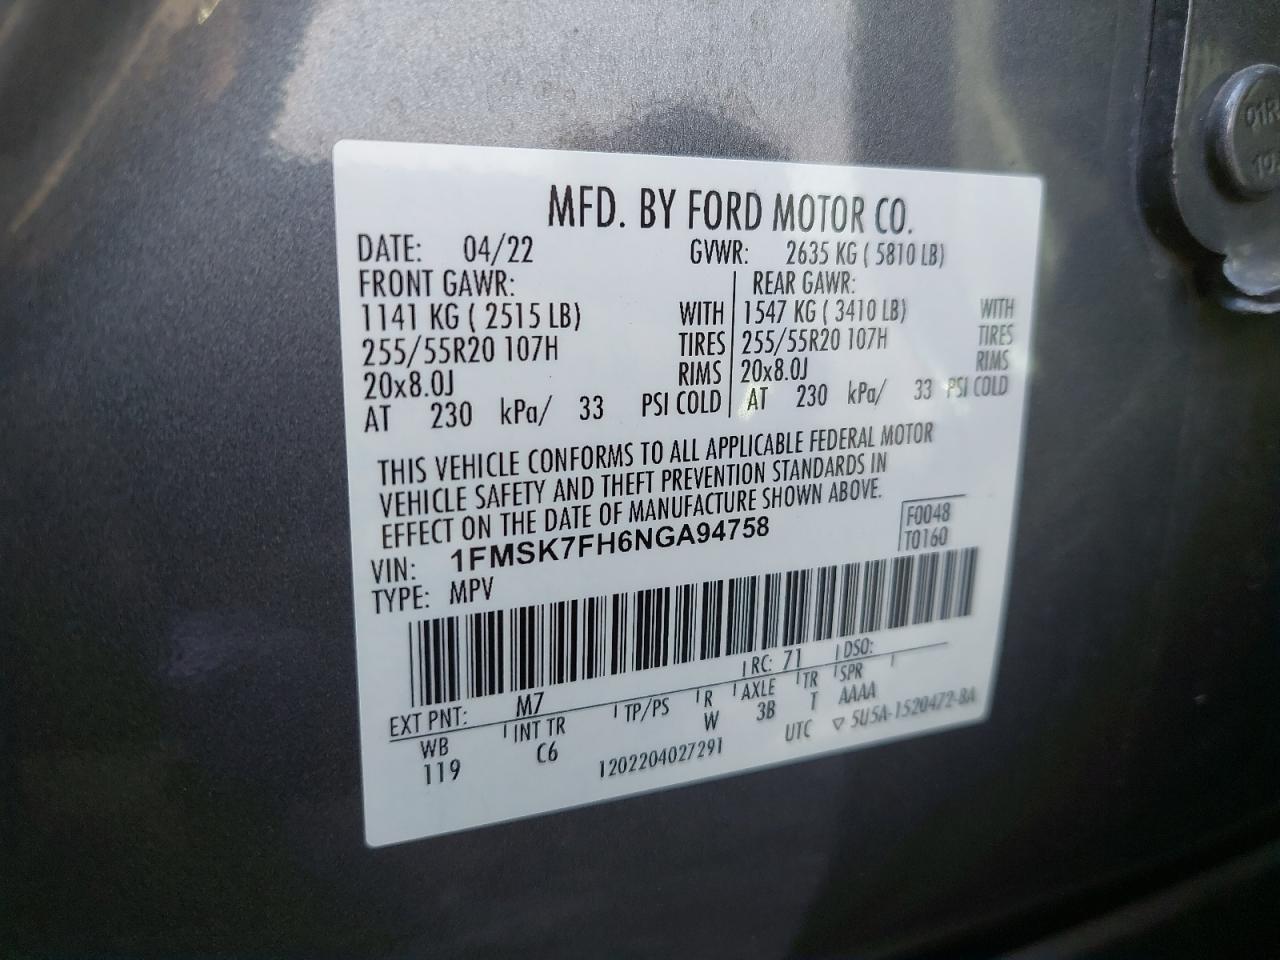 MFD. BY FORD MOTOR CO.
DATE: 04/22 GVWR: 2635 KG ( 5810 LB)
FRONT GAWR: REAR GAWR:
1141 KG ( 2515 LB) WITH 1547 KG ( 3410 LB) WITH
255/55R20 107H TIRES 255/55R20 107H TIRES
20x8.0J RIMS 20x8.0J RIMS
AT 230 kPa/ 33 PSI COLD AT 230 kPa/ 33 PSI COLD
THIS VEHICLE CONFORMS TO ALL APPLICABLE FEDERAL MOTOR
VEHICLE SAFETY AND THEFT PREVENTION STANDARDS IN
EFFECT ON THE DATE OF MANUFACTURE SHOWN ABOVE.
VIN: 1FMSK7FH6NGA94758 F0048
TYPE: MPV T0160
EXT PNT: M7 RC: 71 DSO:
WB INT TR TP/PS R AXLE TR SPR
119 C6 W 3B T AAAA
1202204027291 UTC ▽ 5U5A-1520472-BA